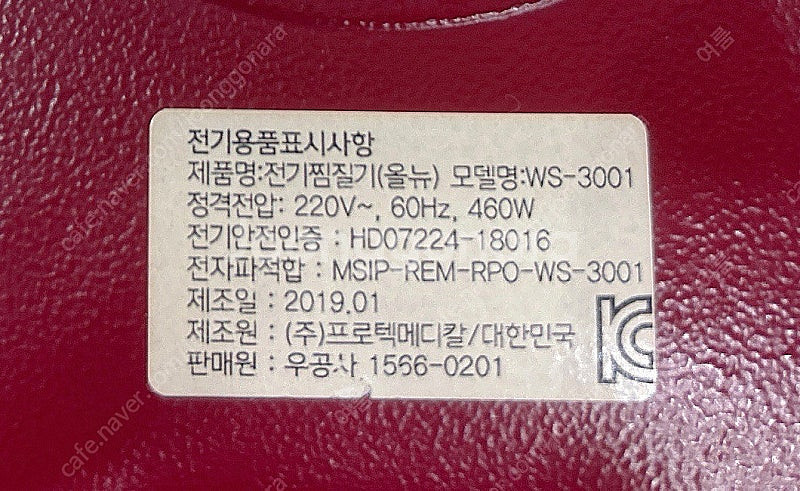 전기용품표시사항
제품명:전기찜질기(올뉴) 모델명:WS-3001
정격전압: 220V~, 60Hz, 460W
전기안전인증 : HD07224-18016
전자파적합 : MSIP-REM-RPO-WS-3001
제조일 : 2019.01
제조원 : (주)프로텍메디칼/대한민국
판매원 : 우공사 1566-0201